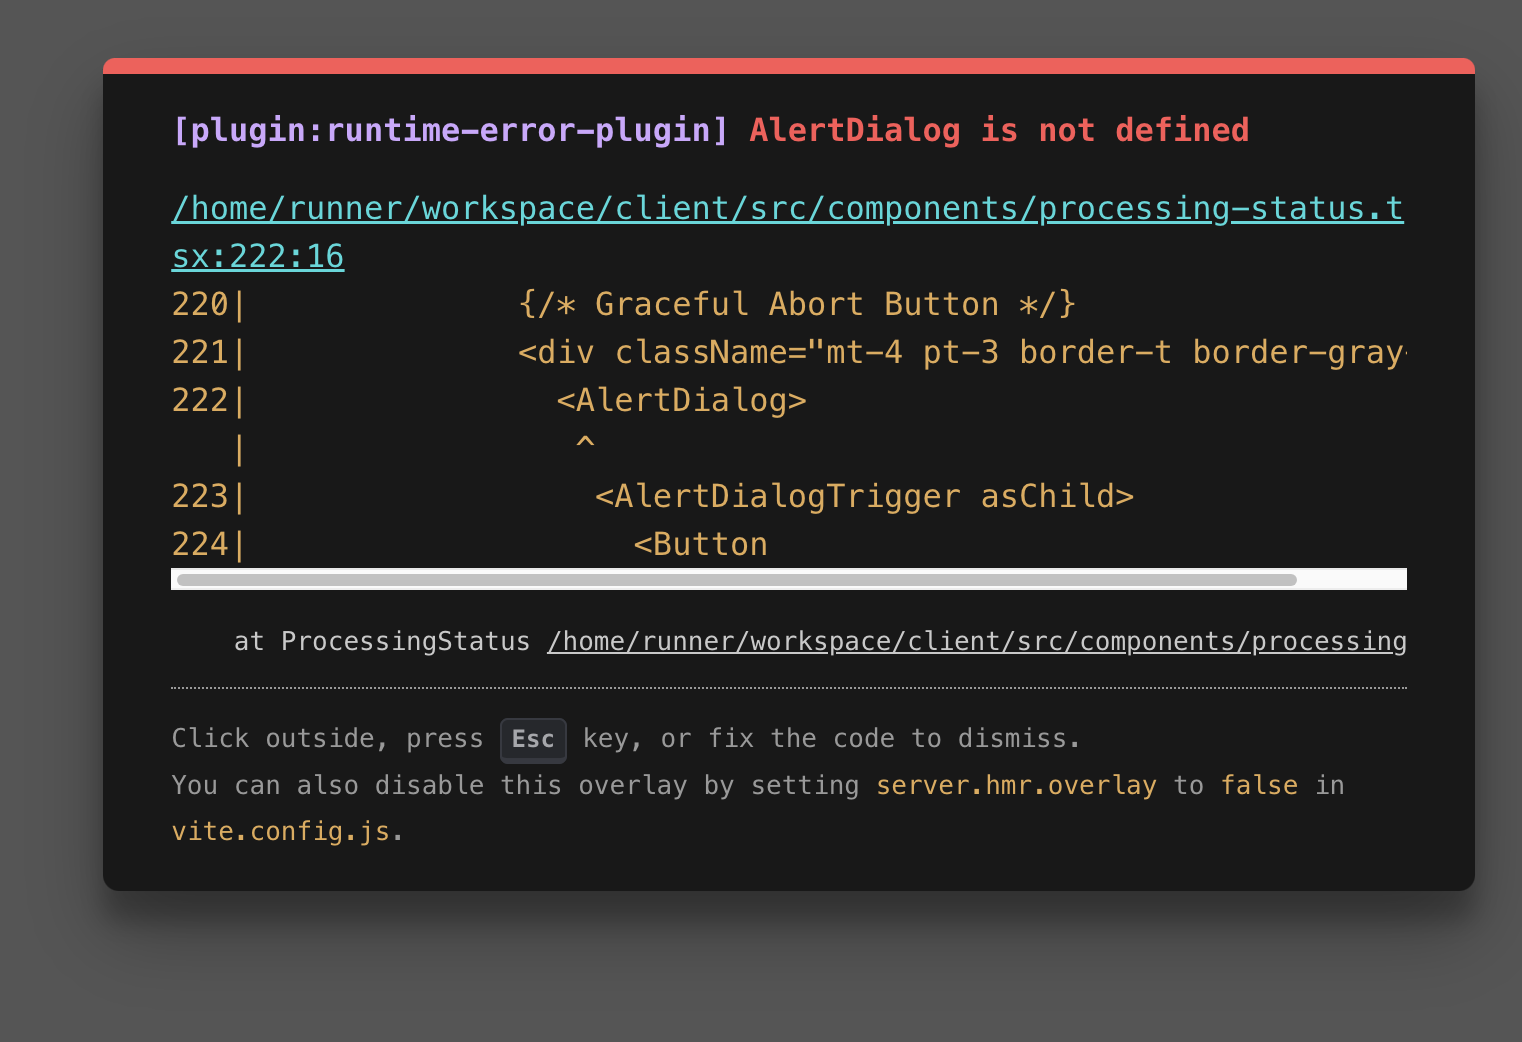 [plugin:runtime-error-plugin] AlertDialog is not defined
/home/runner/workspace/client/src/components/processing-status.t
sx:222:16
220|              {/* Graceful Abort Button */}
221|              <div className="mt-4 pt-3 border-t border-gray-
222|                <AlertDialog>
   |                 ^
223|                  <AlertDialogTrigger asChild>
224|                    <Button
at ProcessingStatus /home/runner/workspace/client/src/components/processing
Click outside, press Esc key, or fix the code to dismiss.
You can also disable this overlay by setting server.hmr.overlay to false in
vite.config.js.